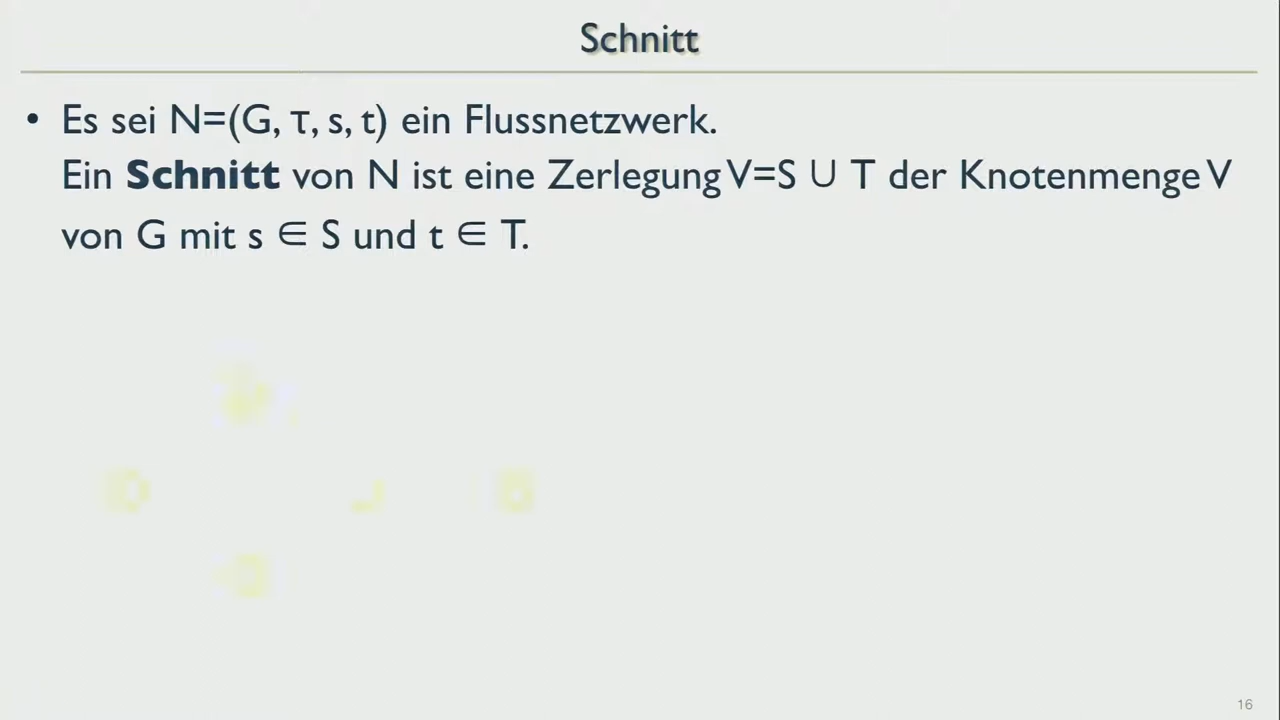 Schnitt
• Es sei N=(G, τ, s, t) ein Flussnetzwerk.
Ein Schnitt von N ist eine Zerlegung V=S ∪ T der Knotenmenge V
von G mit s ∈ S und t ∈ T.
16